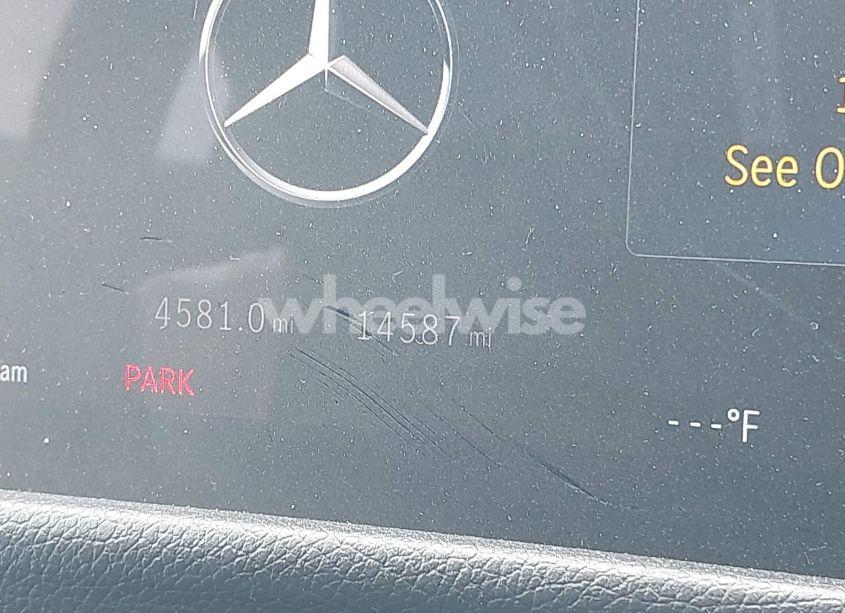 See O
4581.0 mi 14587 mi
wheelwise
am
PARK
---°F